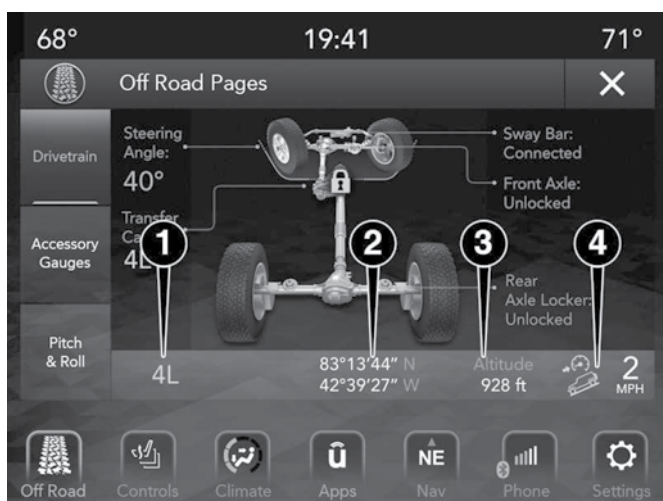 68°
19:41
71°
Off Road Pages
Drivetrain
Steering
Angle:
40°
Transfer
4L
Sway Bar:
Connected
Front Axle:
Unlocked
Rear
Axle Locker:
Unlocked
Accessory
Gauges
Pitch
& Roll
1
2
3
4
4L
83°13'44" N
42°39'27" W
Altitude
928 ft
2
MPH
Off Road
Controls
Climate
û
Apps
NE
Nav
Phone
Settings